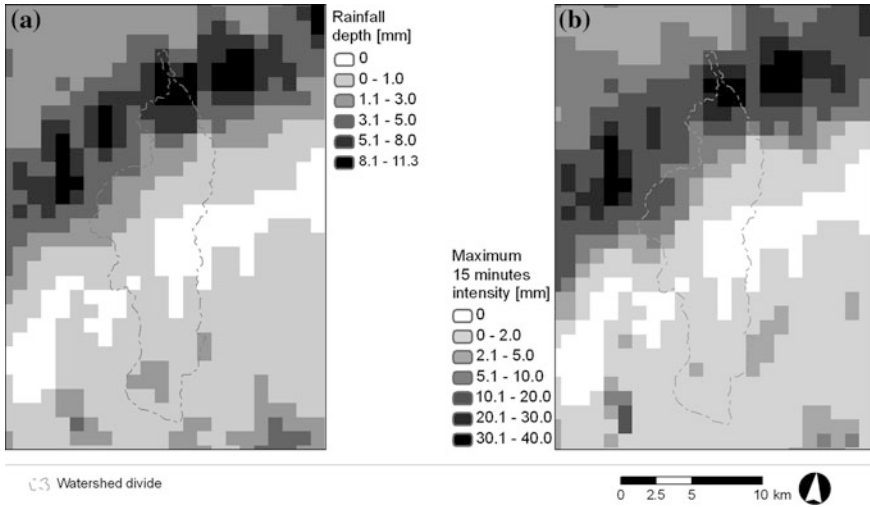 (a)
Rainfall
depth [mm]
0
0 - 1.0
1.1 - 3.0
3.1 - 5.0
5.1 - 8.0
8.1 - 11.3
(b)
Maximum
15 minutes
intensity [mm]
0
0 - 2.0
2.1 - 5.0
5.1 - 10.0
10.1 - 20.0
20.1 - 30.0
30.1 - 40.0
Watershed divide
0 2.5 5 10 km